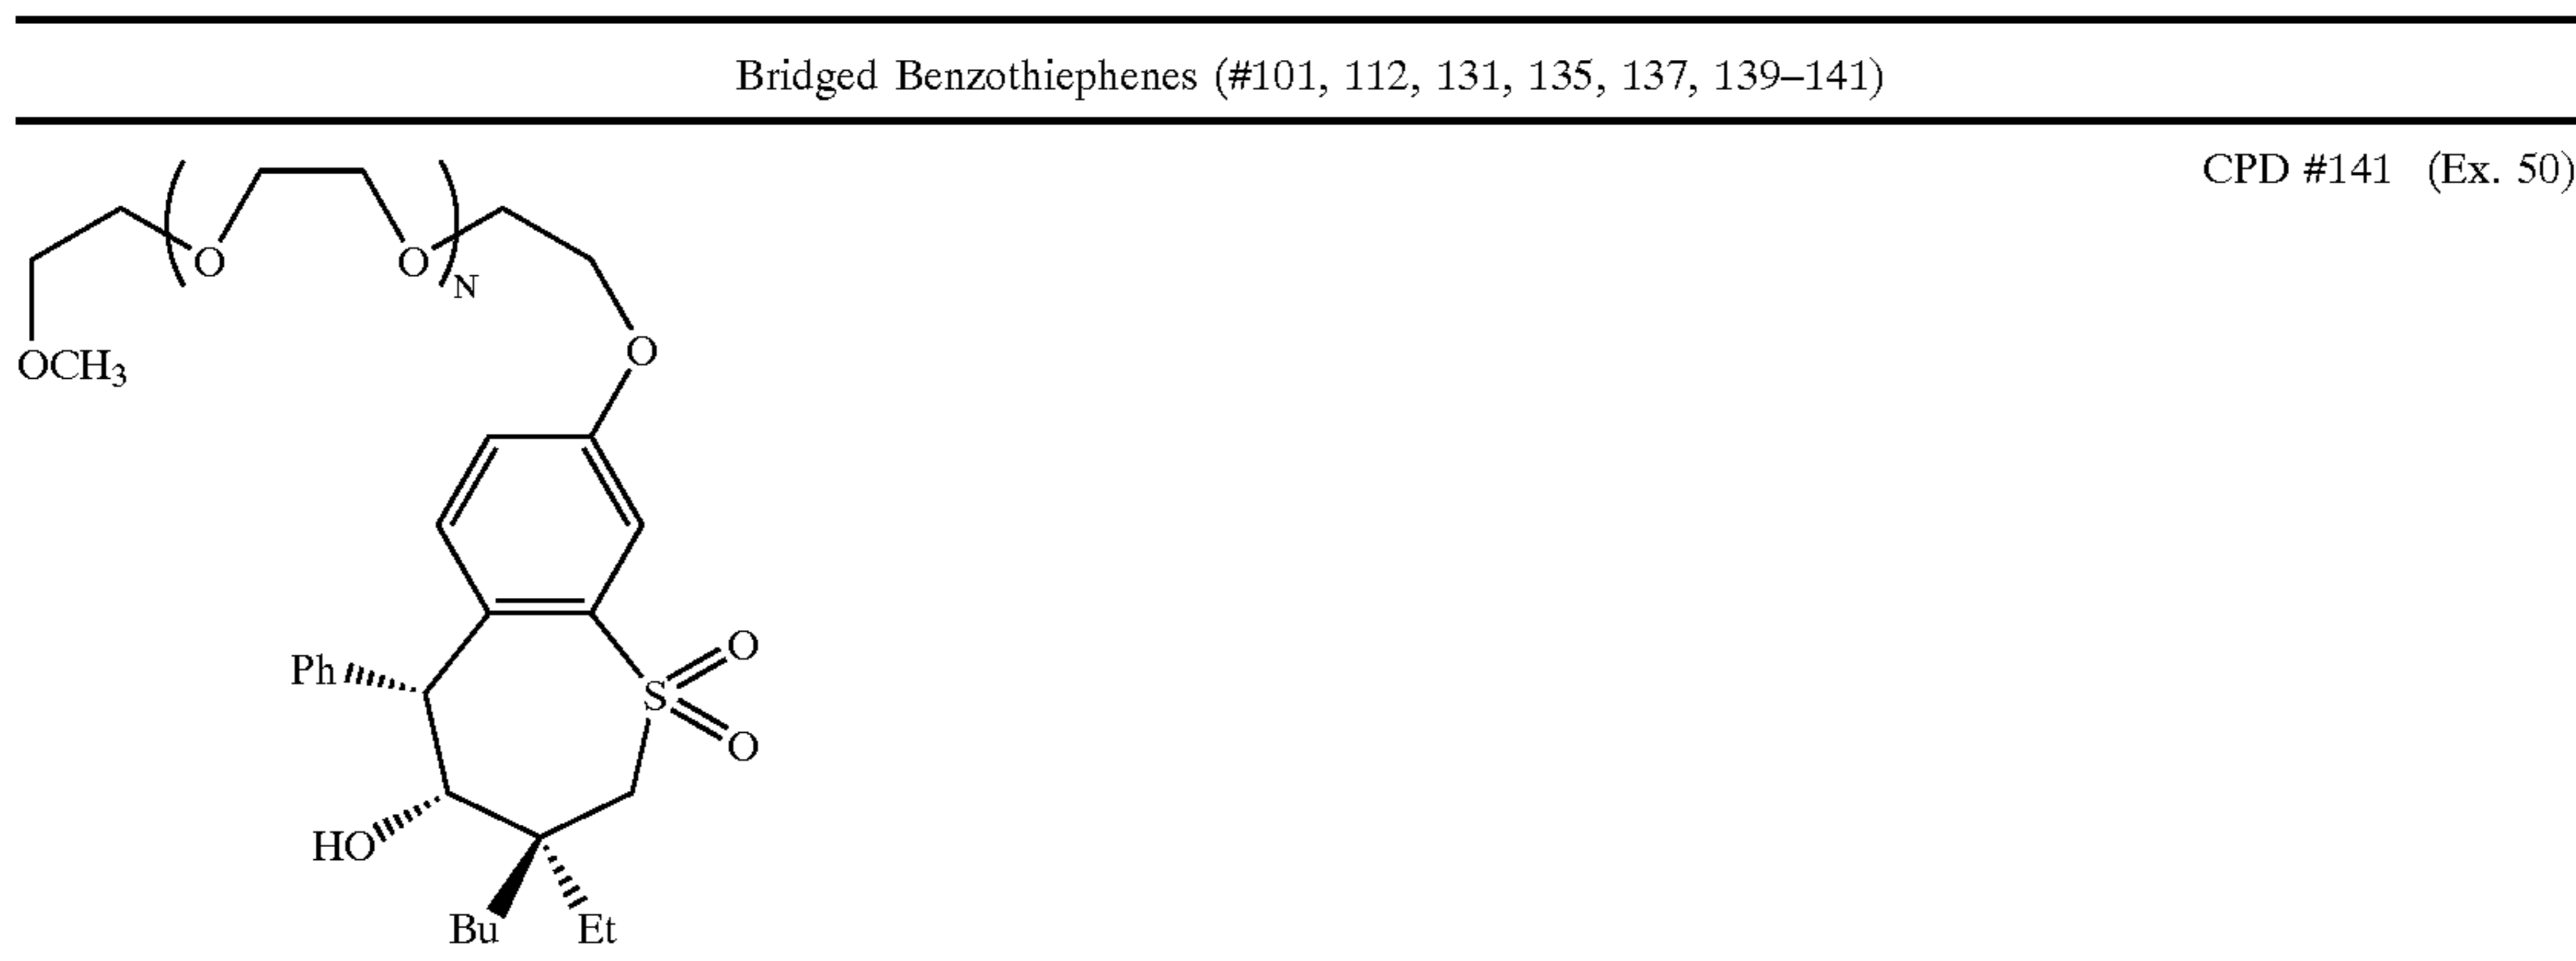 Bridged Benzothiephenes (#101, 112, 131, 135, 137, 139–141)
CPD #141 (Ex. 50)
O
O
N
O
OCH3
O
Ph
S
O
HO
Bu
Et